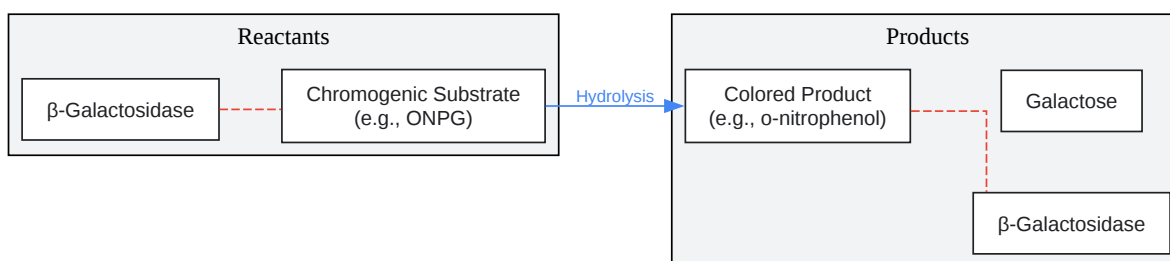 Reactants
β-Galactosidase
Chromogenic Substrate
(e.g., ONPG)
Hydrolysis
Products
Colored Product
(e.g., o-nitrophenol)
Galactose
β-Galactosidase